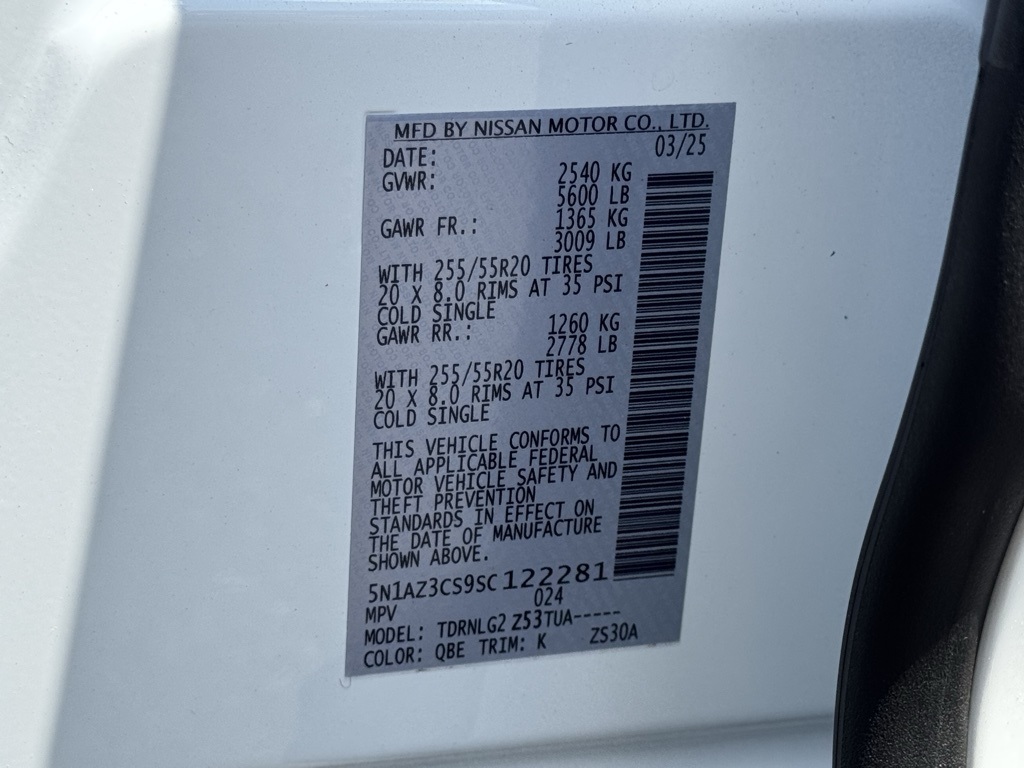 MFD BY NISSAN MOTOR CO., LTD.
DATE: 03/25
GVWR: 2540 KG
5600 LB
GAWR FR.: 1365 KG
3009 LB
WITH 255/55R20 TIRES
20 X 8.0 RIMS AT 35 PSI
COLD SINGLE
GAWR RR.: 1260 KG
2778 LB
WITH 255/55R20 TIRES
20 X 8.0 RIMS AT 35 PSI
COLD SINGLE
THIS VEHICLE CONFORMS TO
ALL APPLICABLE FEDERAL
MOTOR VEHICLE SAFETY AND
THEFT PREVENTION
STANDARDS IN EFFECT ON
THE DATE OF MANUFACTURE
SHOWN ABOVE.
5N1AZ3CS9SC122281
MPV 024
MODEL: TDRNLG2 Z53TUA-----
COLOR: QBE TRIM: K ZS30A